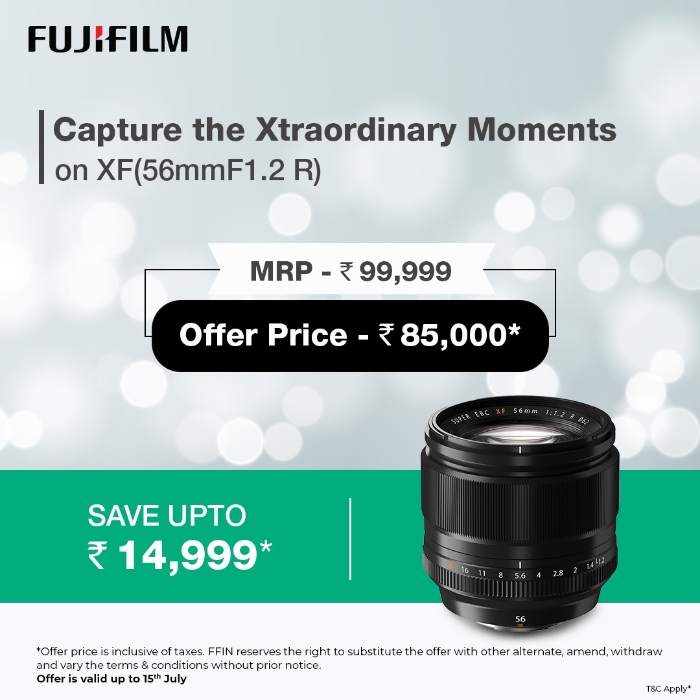 FUJIFILM
Capture the Xtraordinary Moments
on XF(56mmF1.2 R)
MRP - ₹ 99,999
Offer Price - ₹ 85,000*
SUPER EBC XF 56mm 1:1.2 R ø62
SAVE UPTO
₹ 14,999*
16 11 8 5.6 4 2.8 2 1.4 1.2
56
*Offer price is inclusive of taxes. FFIN reserves the right to substitute the offer with other alternate, amend, withdraw
and vary the terms & conditions without prior notice.
Offer is valid up to 15th July
T&C Apply*